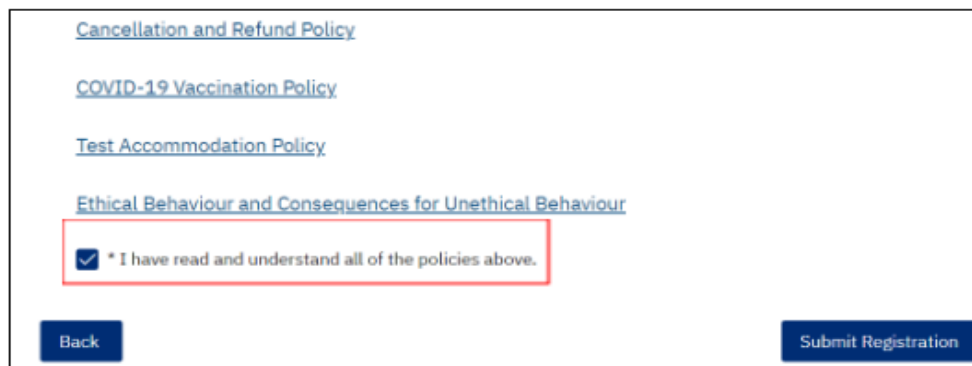 Cancellation and Refund Policy
COVID-19 Vaccination Policy
Test Accommodation Policy
Ethical Behaviour and Consequences for Unethical Behaviour
* I have read and understand all of the policies above.
Back
Submit Registration